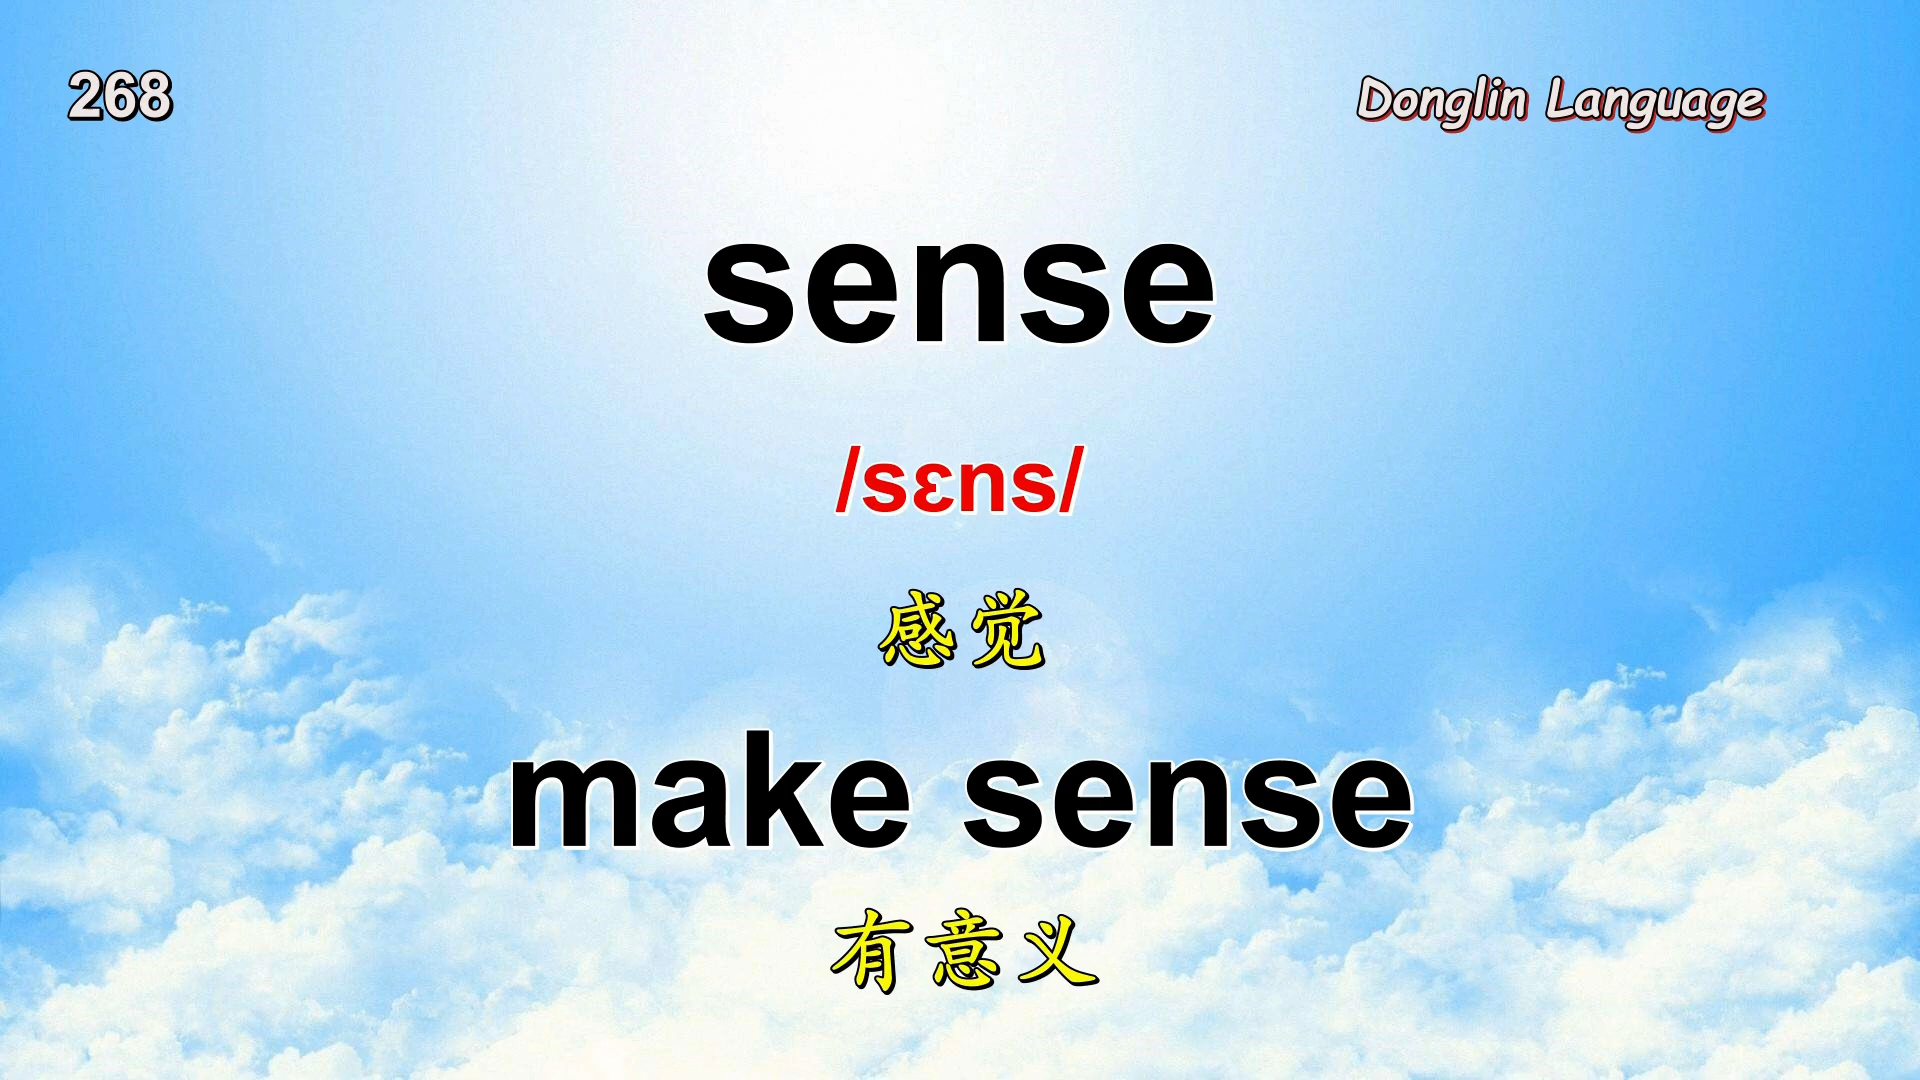 268
Donglin Language
sense
/sɛns/
感觉
make sense
有意义